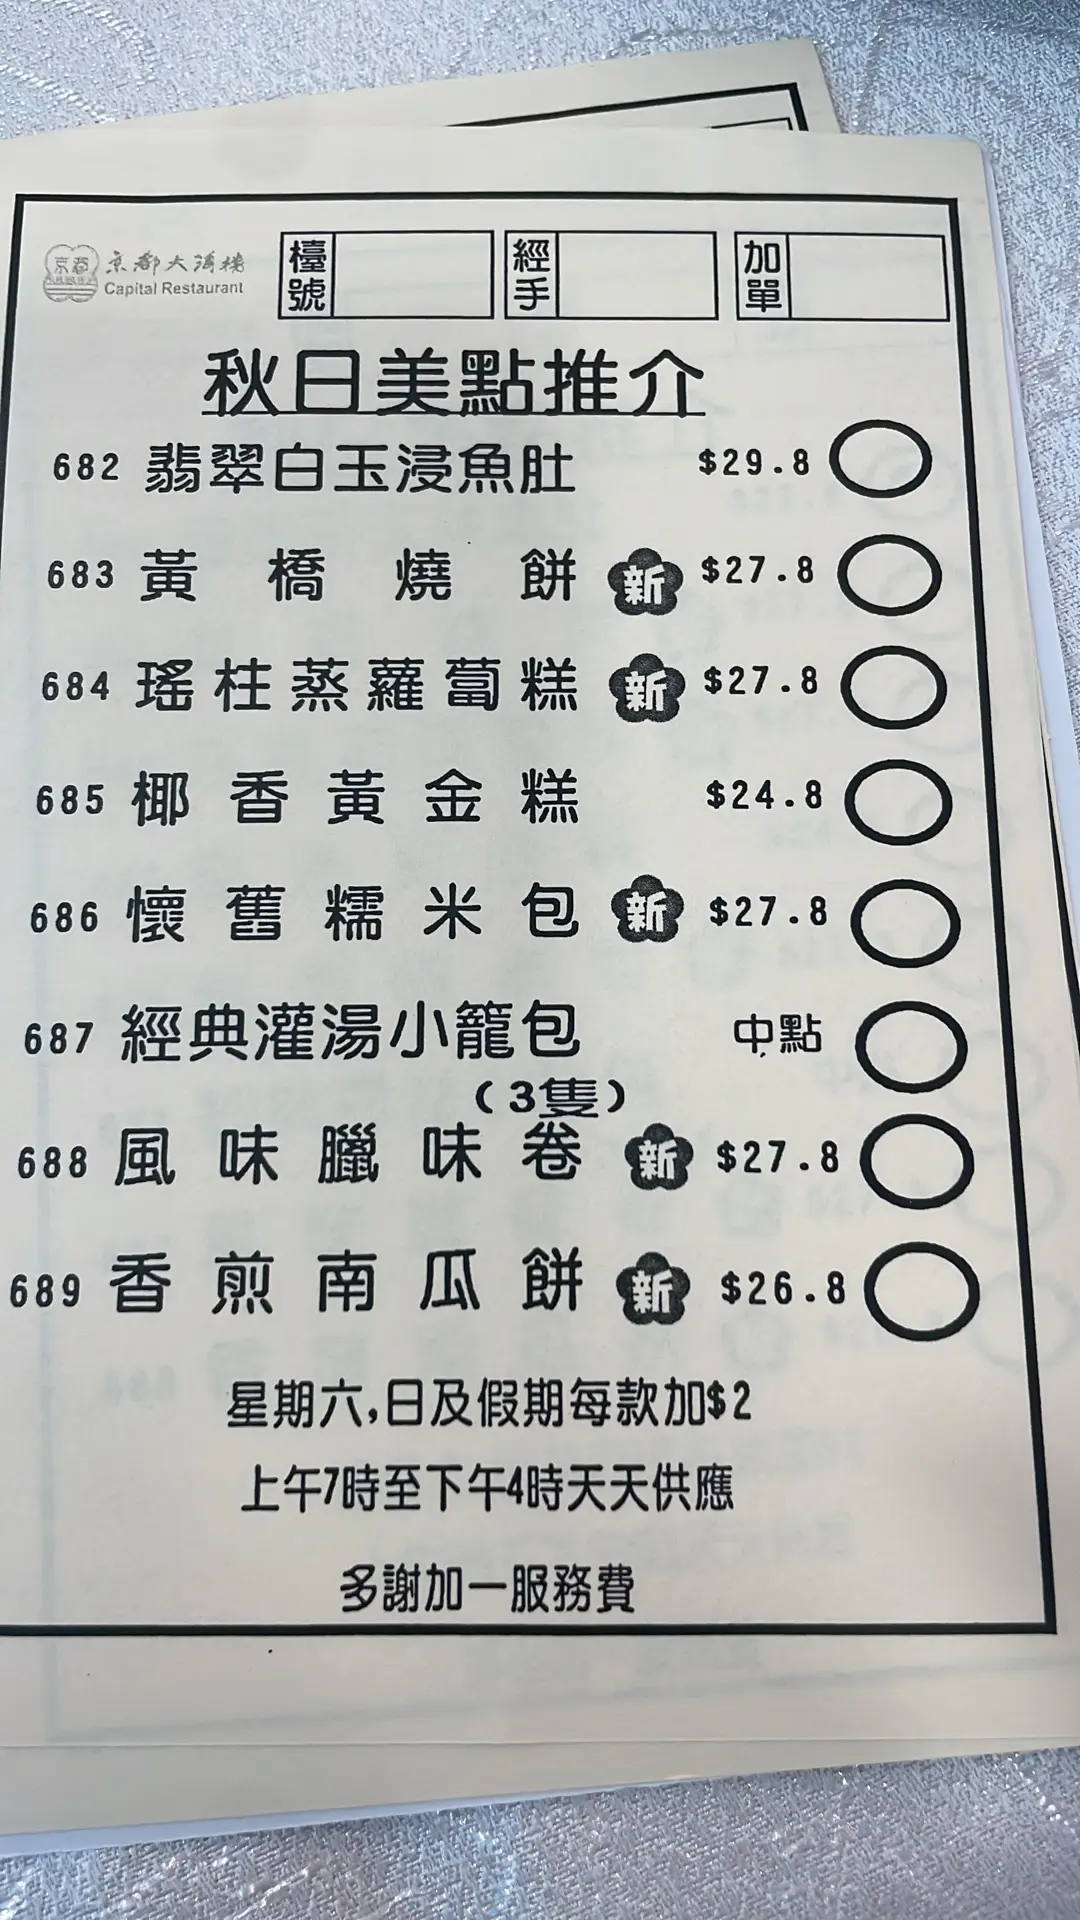 京都 京都大酒樓
Capital Restaurant
檯號
經手
加單
秋日美點推介
682 翡翠白玉浸魚肚 $29.8
683 黃橋燒餅 新 $27.8
684 瑤柱蒸蘿蔔糕 新 $27.8
685 椰香黃金糕 $24.8
686 懷舊糯米包 新 $27.8
687 經典灌湯小籠包 中點
(3隻)
688 風味臘味卷 新 $27.8
689 香煎南瓜餅 新 $26.8
星期六,日及假期每款加$2
上午7時至下午4時天天供應
多謝加一服務費